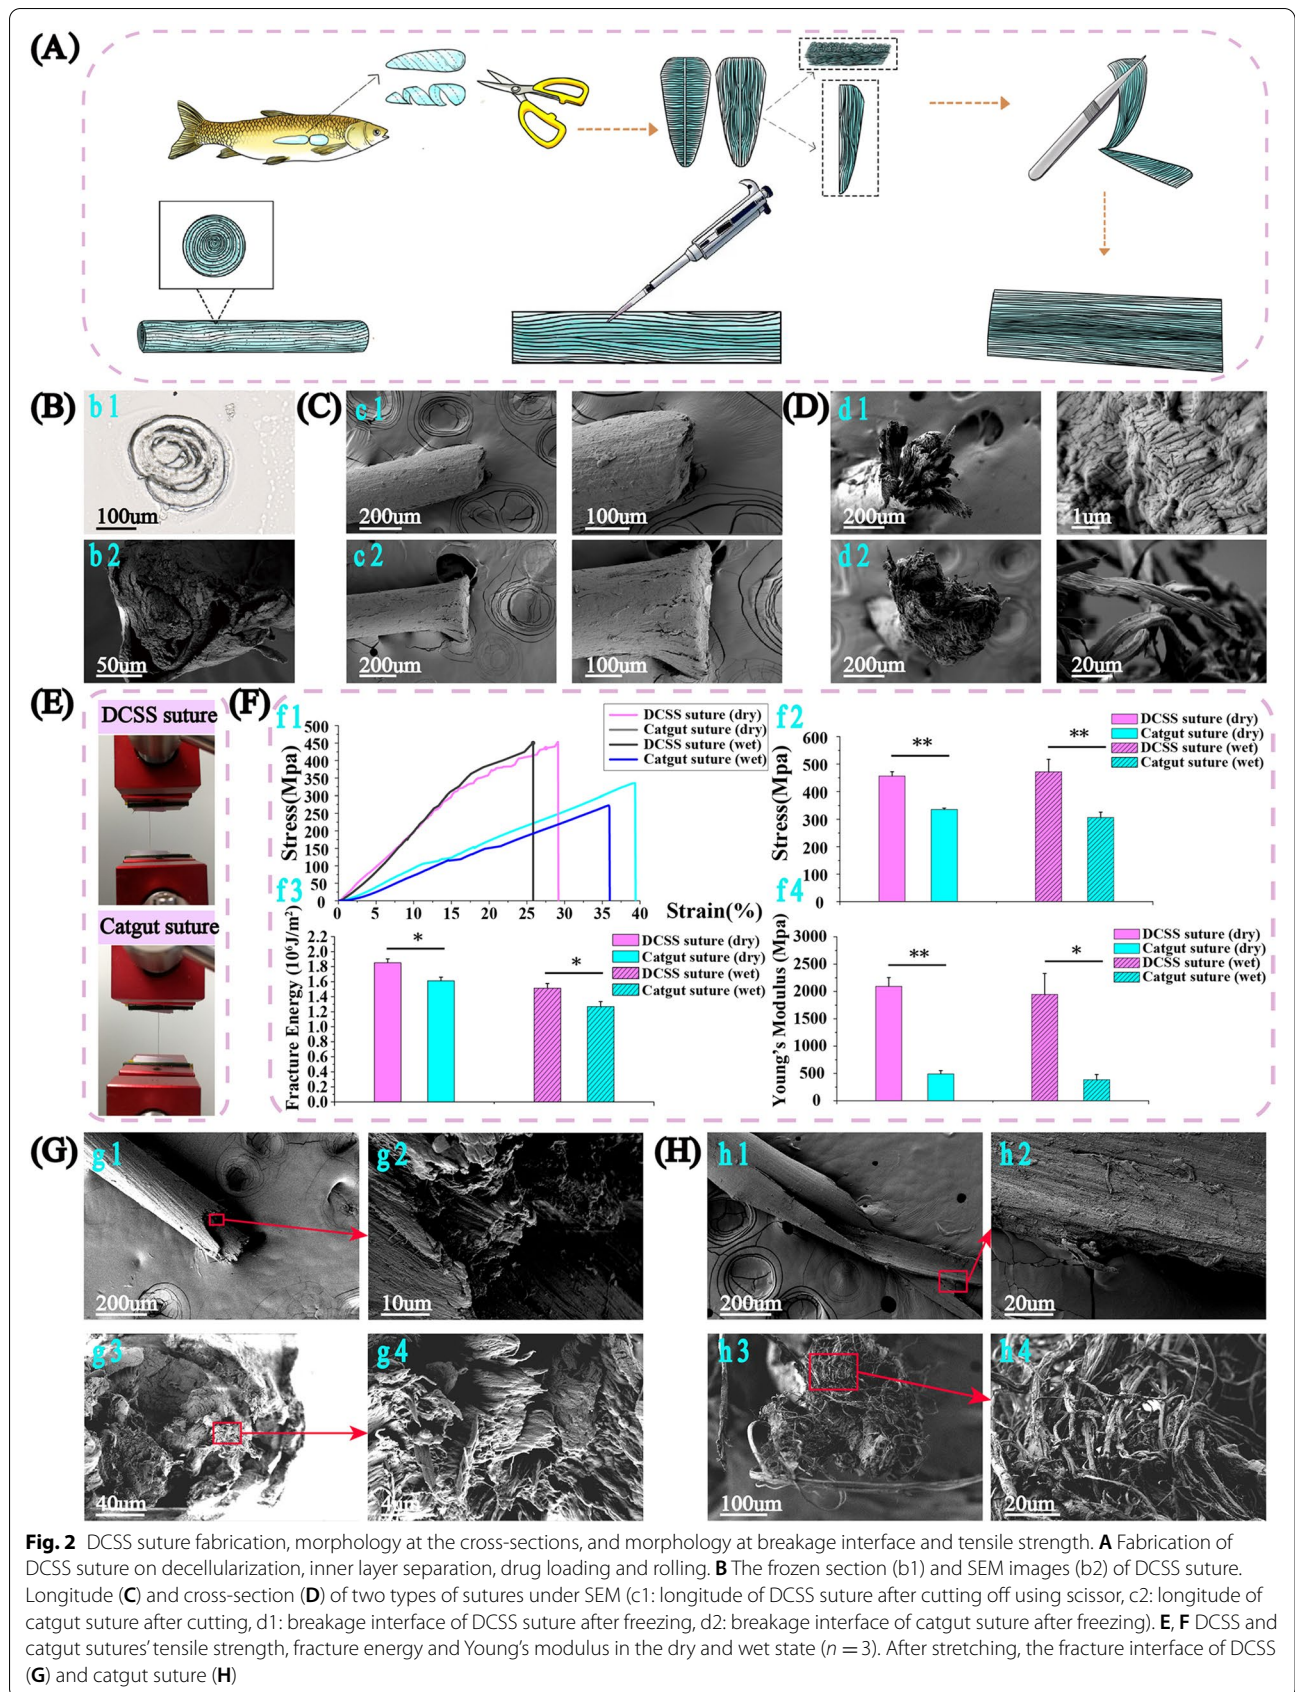 (A)
(B)
b1
100um
b2
50um
(C)
c1
200um
100um
c2
200um
100um
(D)
d1
200um
1um
d2
200um
20um
(E)
DCSS suture
Catgut suture
(F)
f1
DCSS suture (dry)
Catgut suture (dry)
DCSS suture (wet)
Catgut suture (wet)
Stress(Mpa)
500
450
400
350
300
250
200
150
100
50
0
0 5 10 15 20 25 29 35 40
Strain(%)
f2
DCSS suture (dry)
Catgut suture (dry)
DCSS suture (wet)
Catgut suture (wet)
Stress(Mpa)
600
500
400
300
200
100
0
**
**
f3
DCSS suture (dry)
Catgut suture (dry)
DCSS suture (wet)
Catgut suture (wet)
Fracture Energy (10⁶J/m²)
2.2
2.0
1.8
1.6
1.4
1.2
1.0
0.8
0.6
0.4
0.2
0.0
*
*
f4
DCSS suture (dry)
Catgut suture (dry)
DCSS suture (wet)
Catgut suture (wet)
Young's Modulus (Mpa)
3000
2500
2000
1500
1000
500
0
**
*
(G)
g1
200um
g2
10um
g3
40um
g4
4um
(H)
h1
200um
h2
20um
h3
100um
h4
20um
Fig. 2 DCSS suture fabrication, morphology at the cross-sections, and morphology at breakage interface and tensile strength. A Fabrication of
DCSS suture on decellularization, inner layer separation, drug loading and rolling. B The frozen section (b1) and SEM images (b2) of DCSS suture.
Longitude (C) and cross-section (D) of two types of sutures under SEM (c1: longitude of DCSS suture after cutting off using scissor, c2: longitude of
catgut suture after cutting, d1: breakage interface of DCSS suture after freezing, d2: breakage interface of catgut suture after freezing). E, F DCSS and
catgut sutures' tensile strength, fracture energy and Young's modulus in the dry and wet state (n = 3). After stretching, the fracture interface of DCSS
(G) and catgut suture (H)